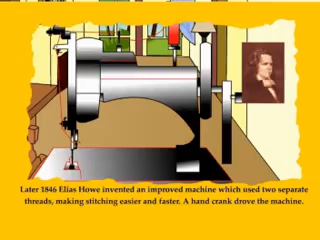 Later 1846 Elias Howe invented an improved machine which used two separate
threads, making stitching easier and faster. A hand crank drove the machine.